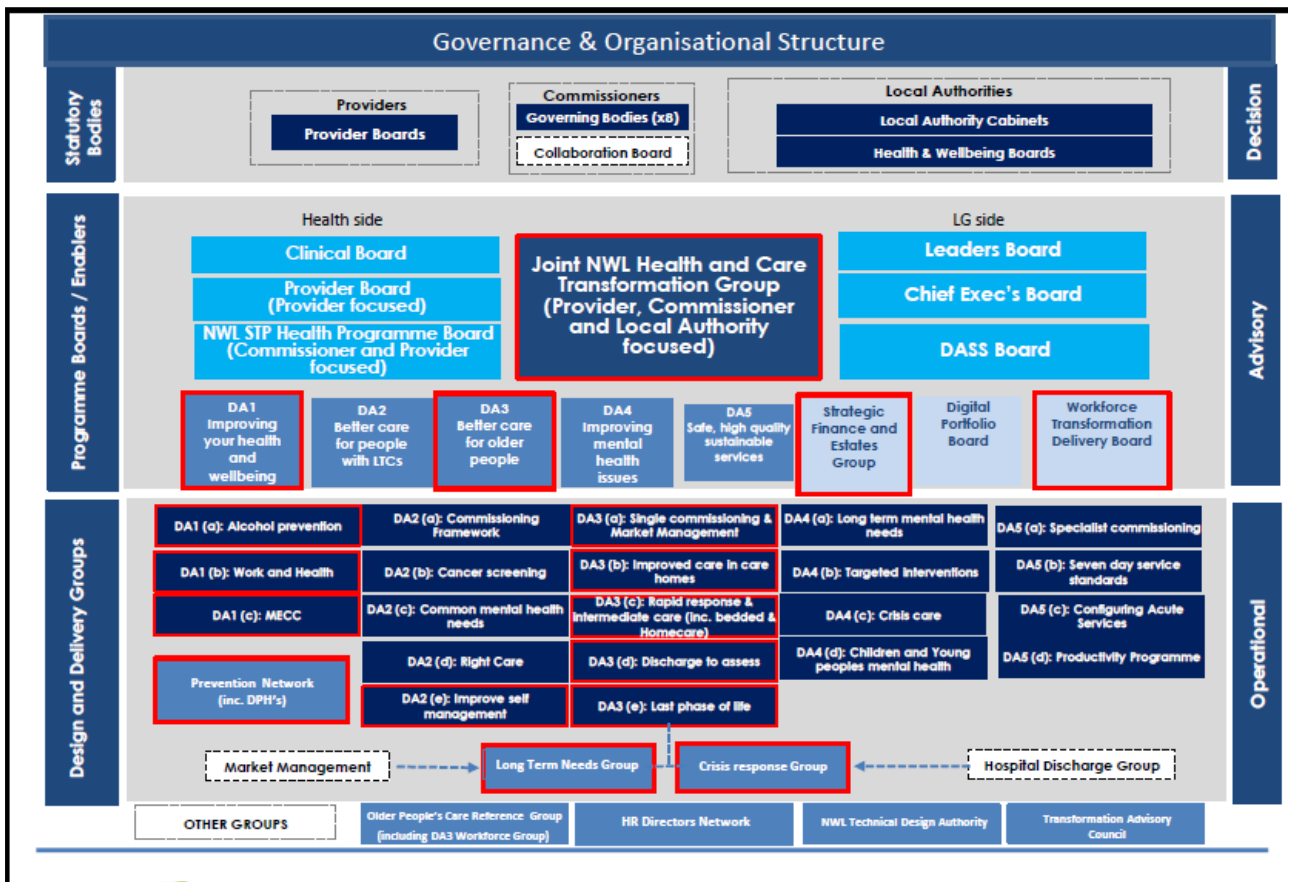 Governance & Organisational Structure
Statutory
Bodies
Providers
Provider Boards
Commissioners
Governing Bodies (x8)
Collaboration Board
Local Authorities
Local Authority Cabinets
Health & Wellbeing Boards
Decision
Programme Boards / Enablers
Health side
Clinical Board
Provider Board
(Provider focused)
NWL STP Health Programme Board
(Commissioner and Provider
focused)
Joint NWL Health and Care
Transformation Group
(Provider, Commissioner
and Local Authority
focused)
LG side
Leaders Board
Chief Exec's Board
DASS Board
Advisory
DA1
Improving
your health
and
wellbeing
DA2
Better care
for people
with LTCs
DA3
Better care
for older
people
DA4
Improving
mental
health
issues
DA5
Safe, high quality
sustainable
services
Strategic
Finance and
Estates
Group
Digital
Portfolio
Board
Workforce
Transformation
Delivery Board
Design and Delivery Groups
DA1 (a): Alcohol prevention
DA1 (b): Work and Health
DA1 (c): MECC
Prevention Network
(inc. DPH's)
DA2 (a): Commissioning
Framework
DA2 (b): Cancer screening
DA2 (c): Common mental health
needs
DA2 (d): Right Care
DA2 (e): Improve self
management
DA3 (a): Single commissioning &
Market Management
DA3 (b): Improved care in care
homes
DA3 (c): Rapid response &
intermediate care (inc. bedded &
Homecare)
DA3 (d): Discharge to assess
DA3 (e): Last phase of life
DA4 (a): Long term mental health
needs
DA4 (b): Targeted interventions
DA4 (c): Crisis care
DA4 (d): Children and Young
peoples mental health
DA5 (a): Specialist commissioning
DA5 (b): Seven day service
standards
DA5 (c): Configuring Acute
Services
DA5 (d): Productivity Programme
Operational
Market Management
Long Term Needs Group
Crisis response Group
Hospital Discharge Group
OTHER GROUPS
Older People's Care Reference Group
(including DA3 Workforce Group)
HR Directors Network
NWL Technical Design Authority
Transformation Advisory
Council